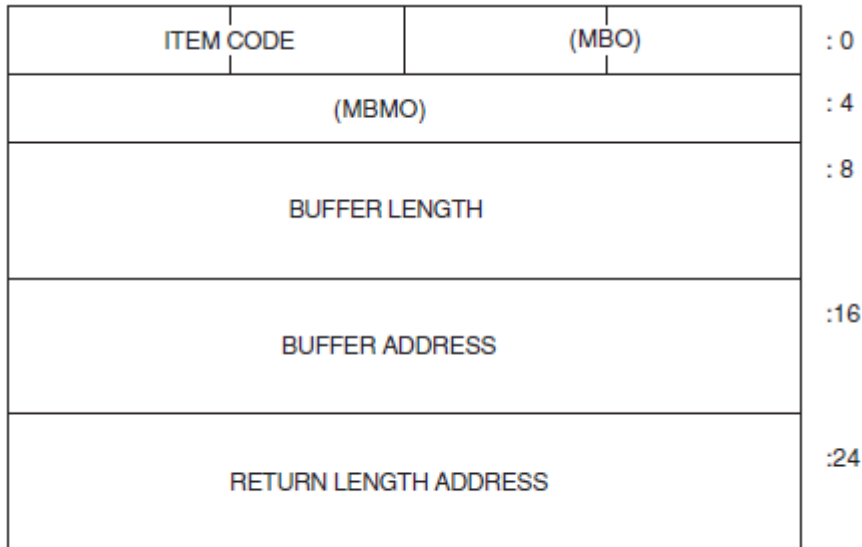 ITEM CODE (MBO) : 0
(MBMO) : 4
: 8
BUFFER LENGTH
:16
BUFFER ADDRESS
:24
RETURN LENGTH ADDRESS